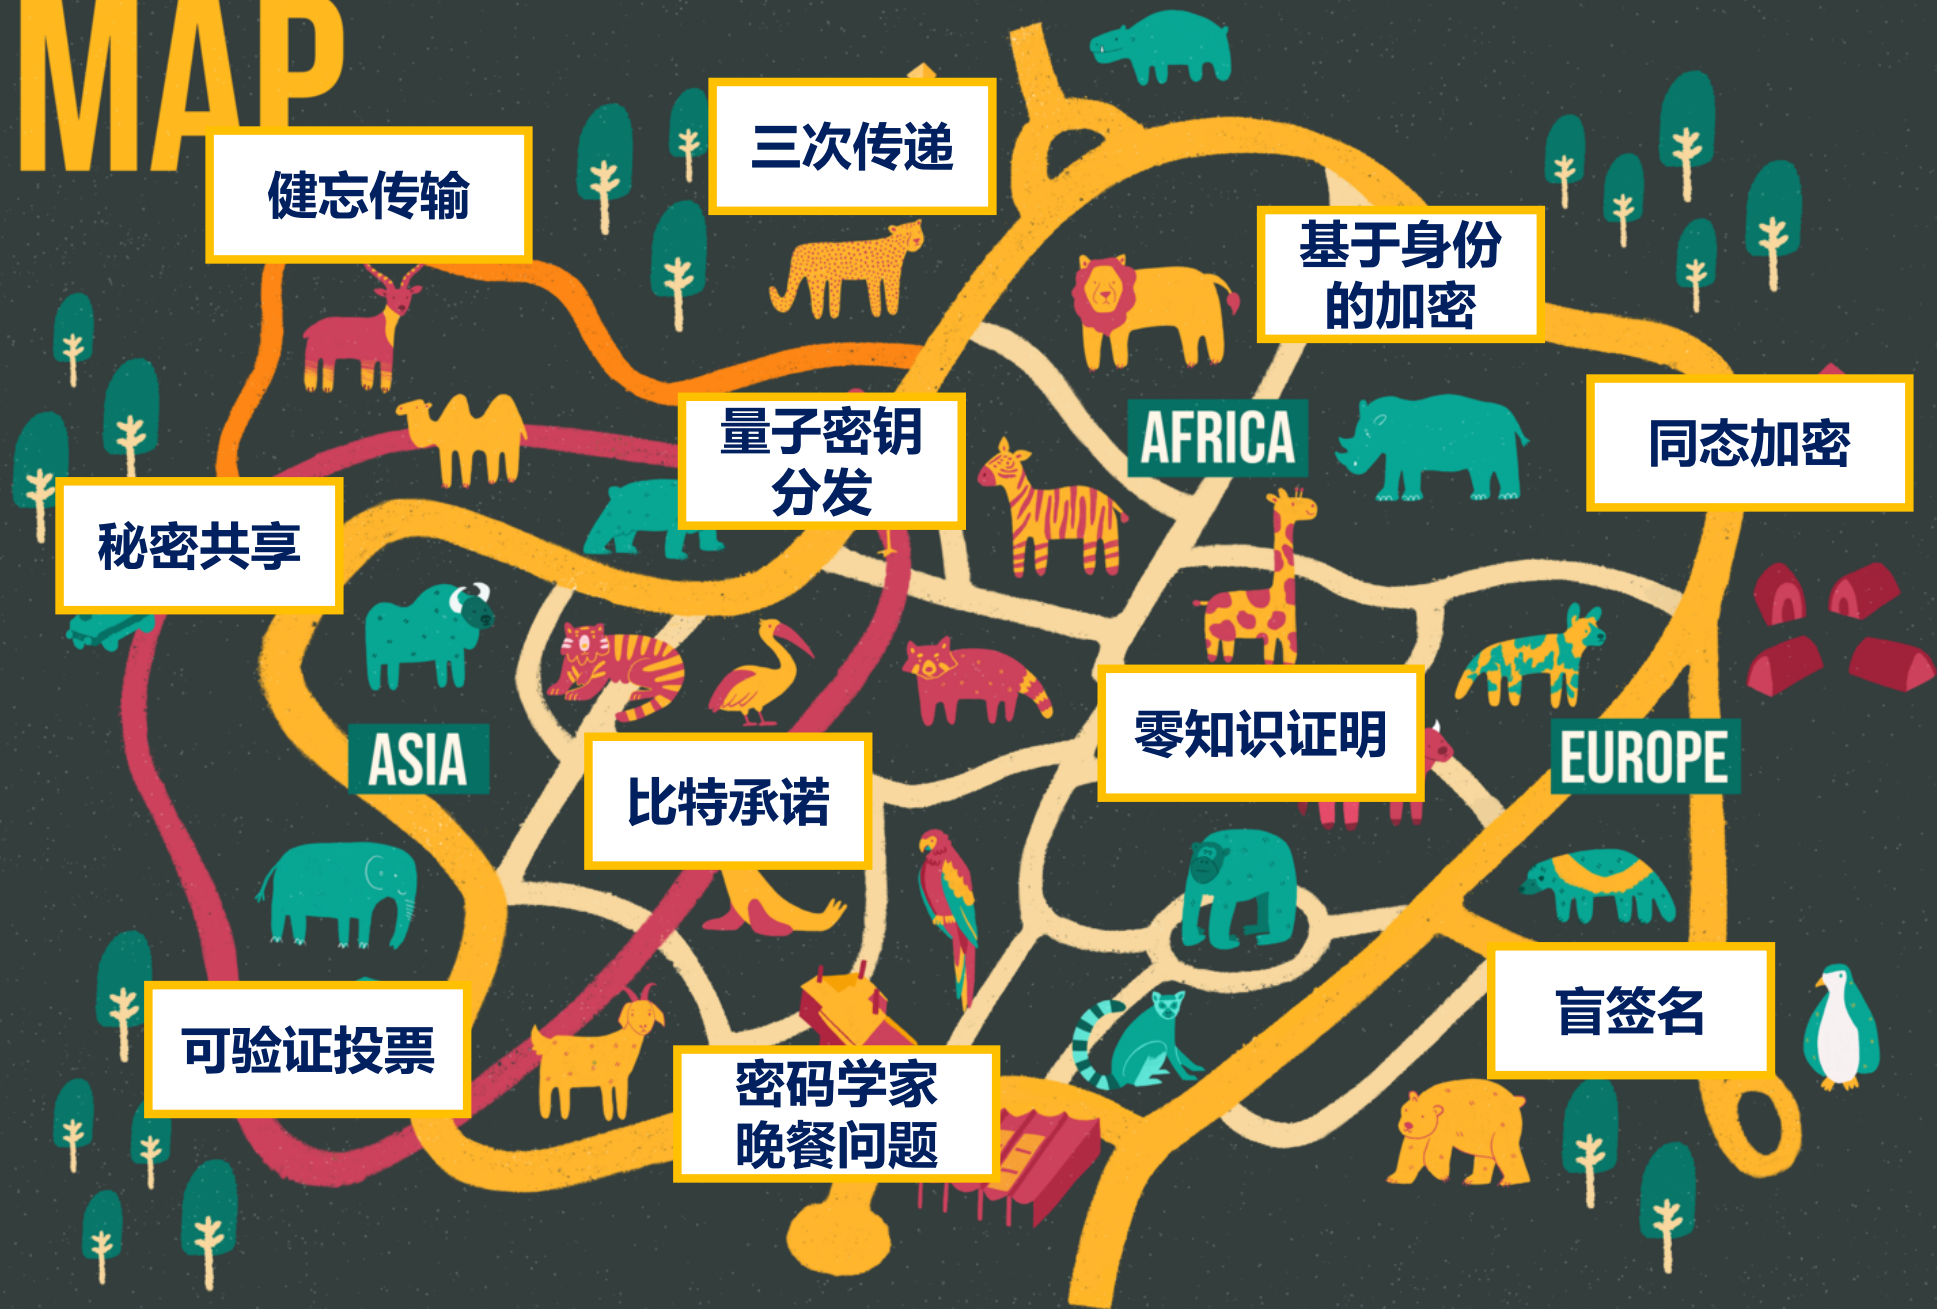 MAP
三次传递
健忘传输
基于身份
的加密
量子密钥
分发
AFRICA
同态加密
秘密共享
零知识证明
ASIA
EUROPE
比特承诺
盲签名
可验证投票
密码学家
晚餐问题